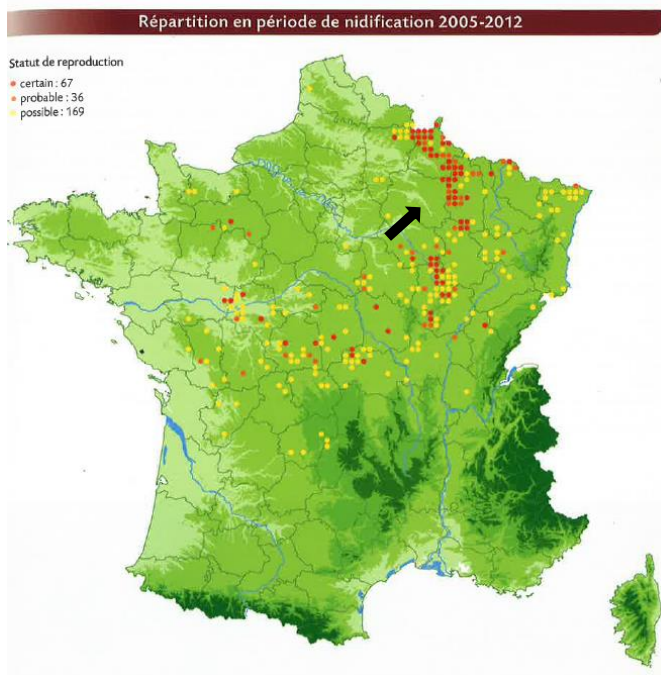 Répartition en période de nidification 2005-2012
Statut de reproduction
certain : 67
probable : 36
possible : 169